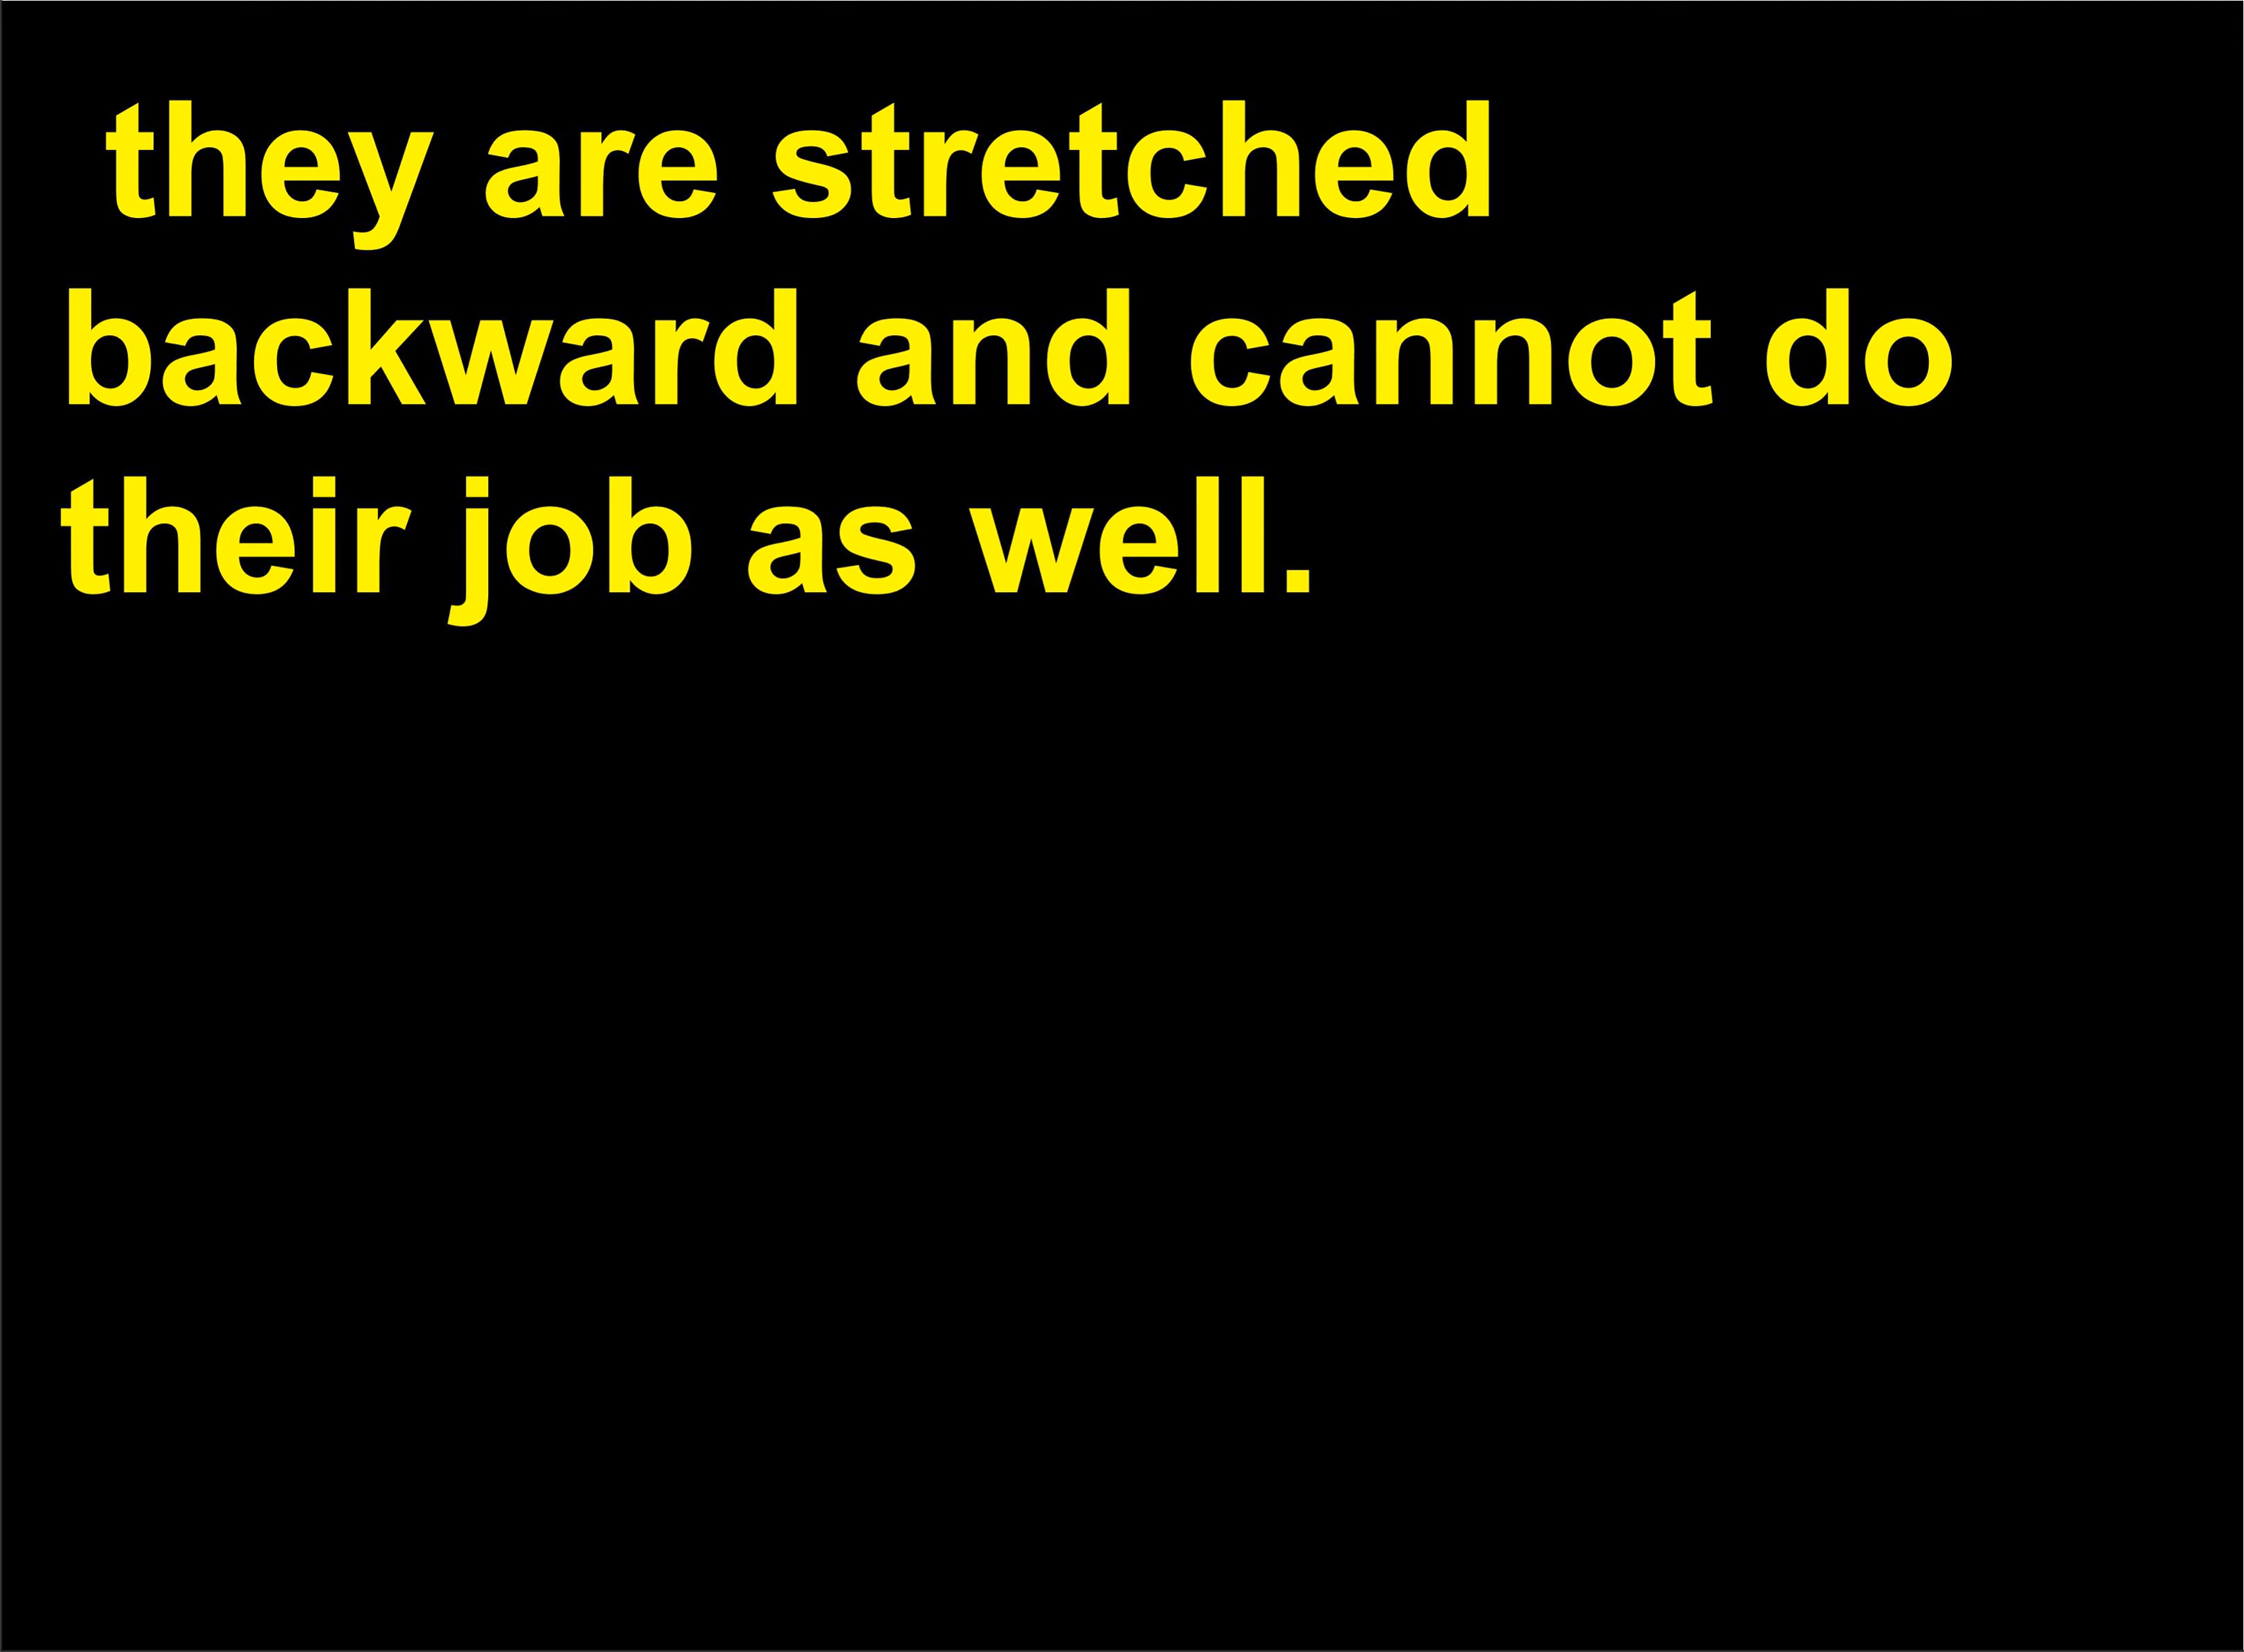 they are stretched
backward and cannot do
their job as well.